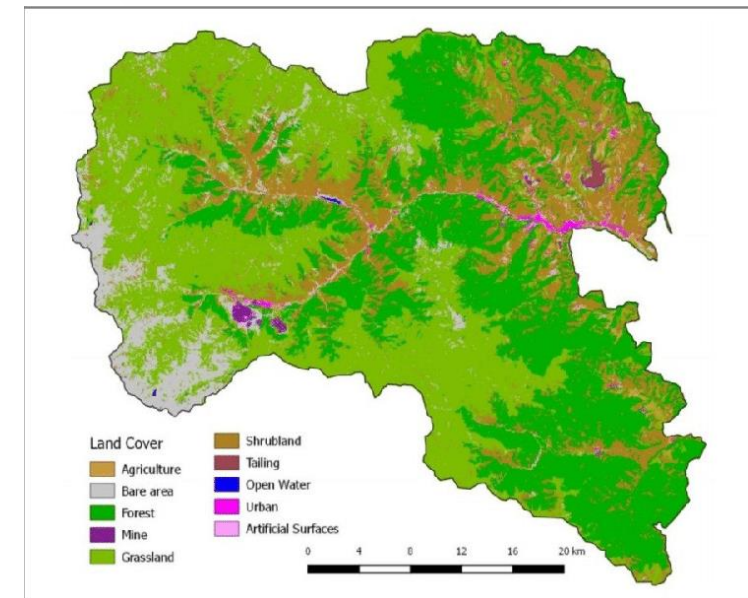 Land Cover
Agriculture
Bare area
Forest
Mine
Grassland
Shrubland
Tailing
Open Water
Urban
Artificial Surfaces
0 4 8 12 16 20 km